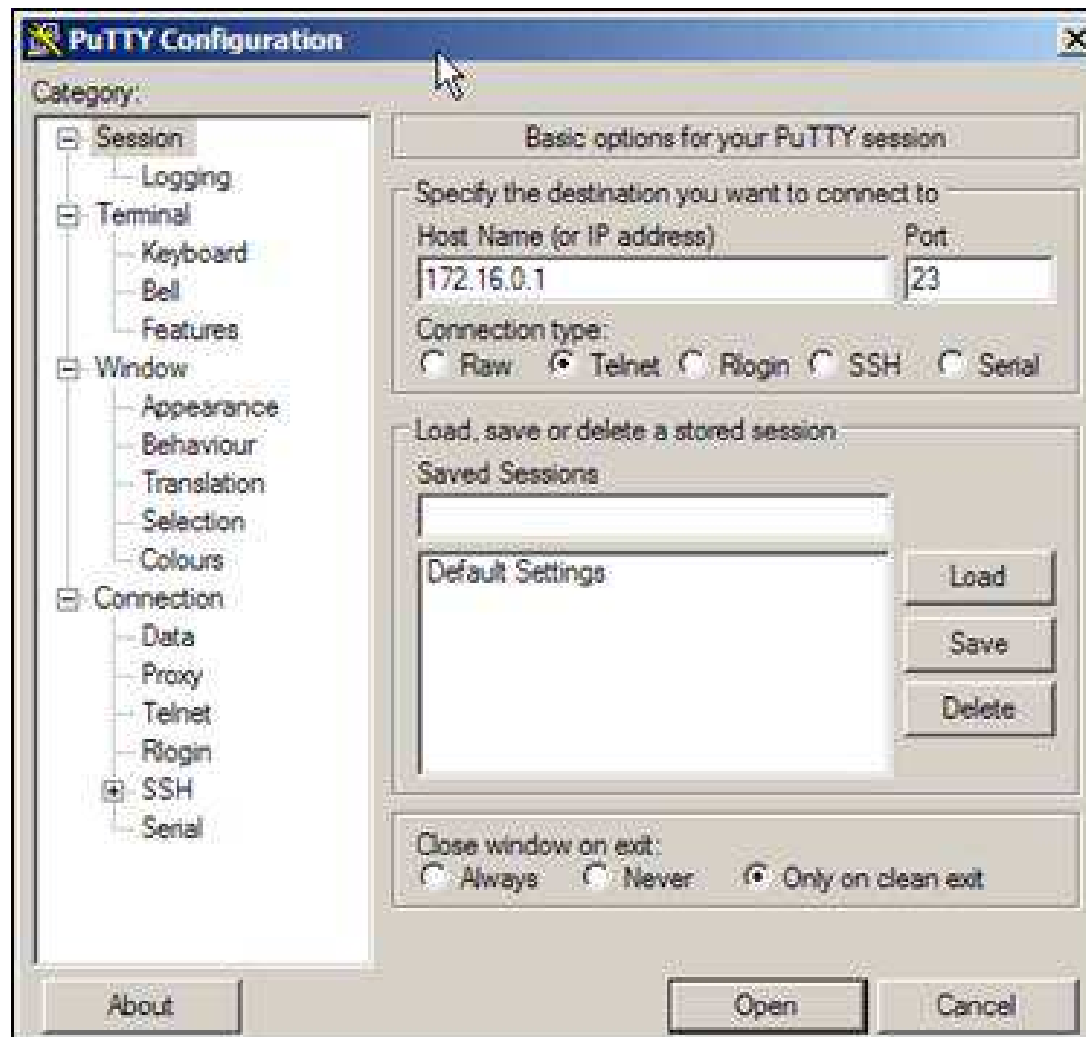 PuTTY Configuration
Category:
Session
Logging
Terminal
Keyboard
Bell
Features
Window
Appearance
Behaviour
Translation
Selection
Colours
Connection
Data
Proxy
Telnet
Rlogin
SSH
Serial
Basic options for your PuTTY session
Specify the destination you want to connect to
Host Name (or IP address) Port
172.16.0.1 23
Connection type:
Raw Telnet Rlogin SSH Serial
Load, save or delete a stored session
Saved Sessions
Default Settings
Load
Save
Delete
Close window on exit:
Always Never Only on clean exit
About Open Cancel